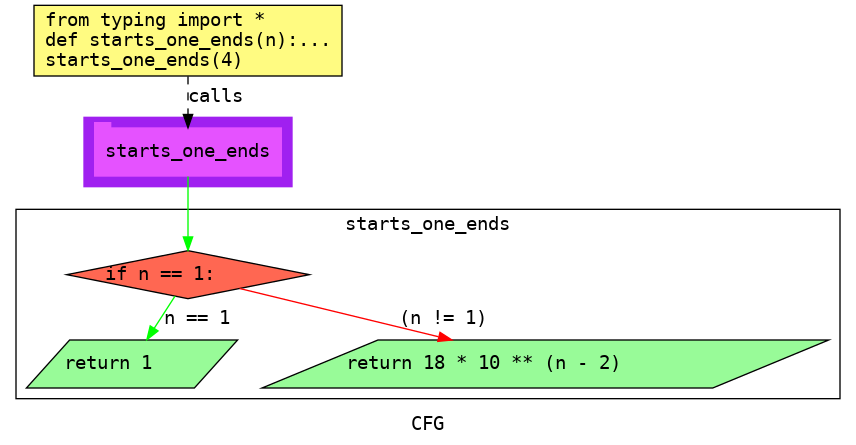 from typing import *
def starts_one_ends(n):...
starts_one_ends(4)
calls
starts_one_ends
starts_one_ends
if n == 1:
n == 1
(n != 1)
return 1
return 18 * 10 ** (n - 2)
CFG